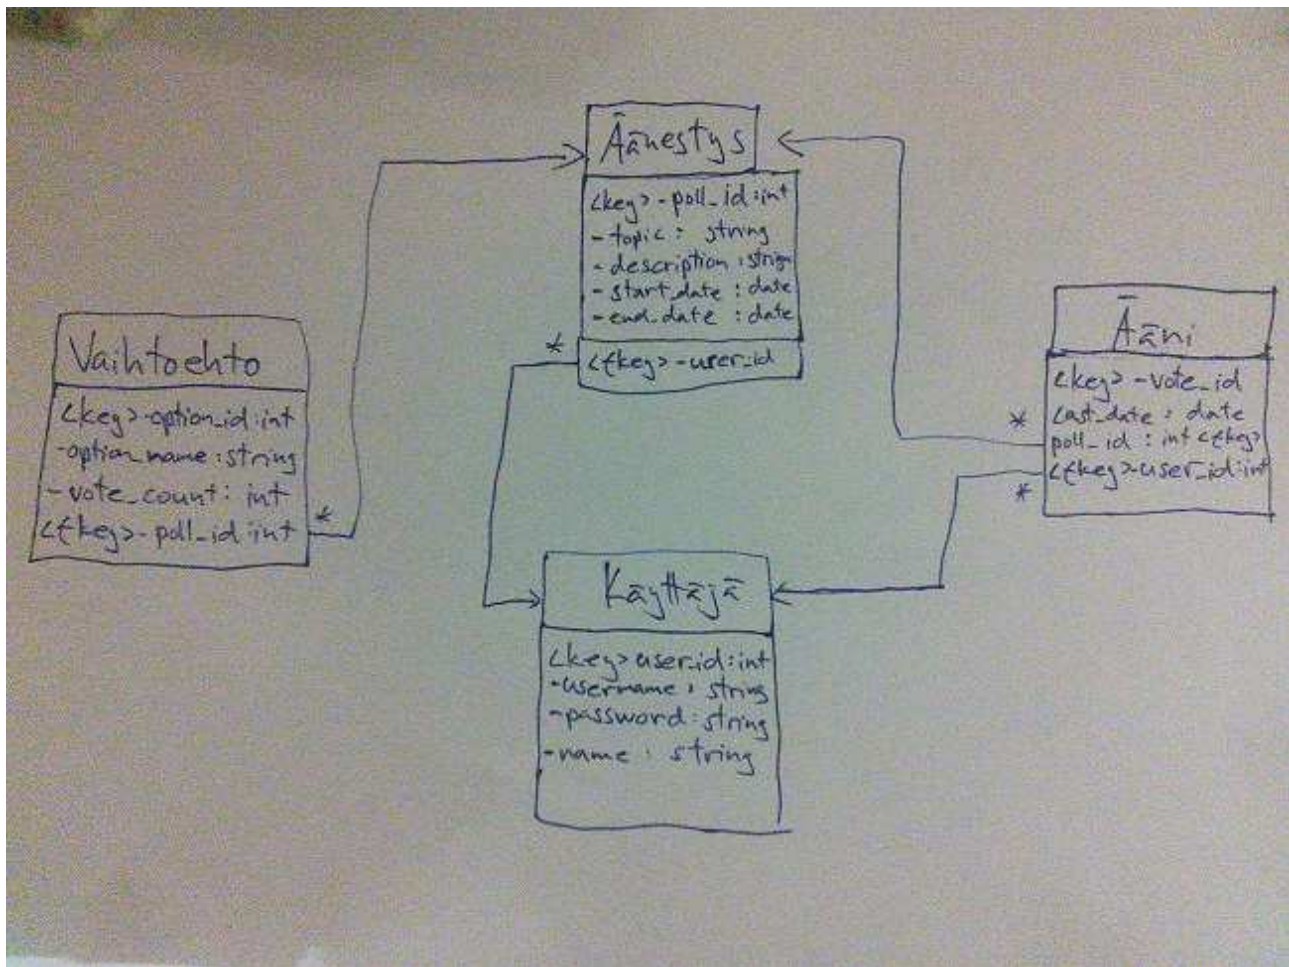 Äänestys
<key> -poll_id:int
-topic: string
-description:string
-start_date: date
-end_date: date
*
<fkey> -user_id
Vaihtoehto
<key>-option_id:int
-option_name:string
-vote_count: int
<fkey>-poll_id:int
*
Ääni
<key> -vote_id
cast_date: date
*
poll_id: int <fkey>
<fkey>-user_id:int
*
Käyttäjä
<key>user_id:int
-username: string
-password:string
-name: string